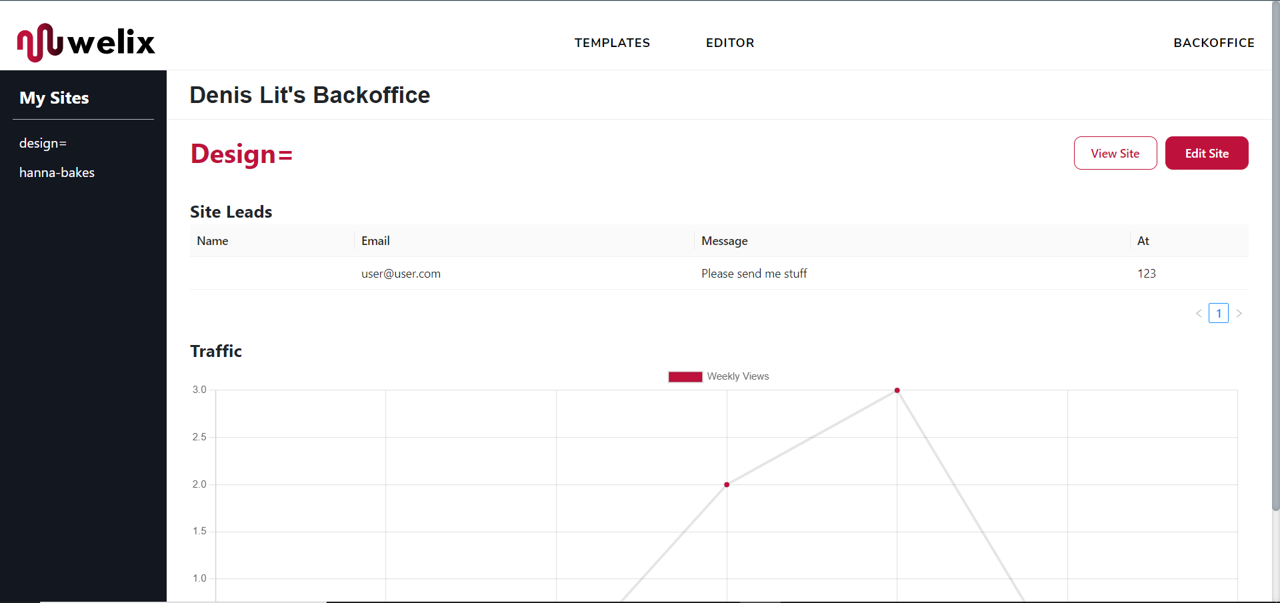 welix
TEMPLATES EDITOR BACKOFFICE
My Sites
design=
hanna-bakes
Denis Lit's Backoffice
Design=
View Site Edit Site
Site Leads
Name Email Message At
user@user.com Please send me stuff 123
< 1 >
Traffic
Weekly Views
3.0
2.5
2.0
1.5
1.0